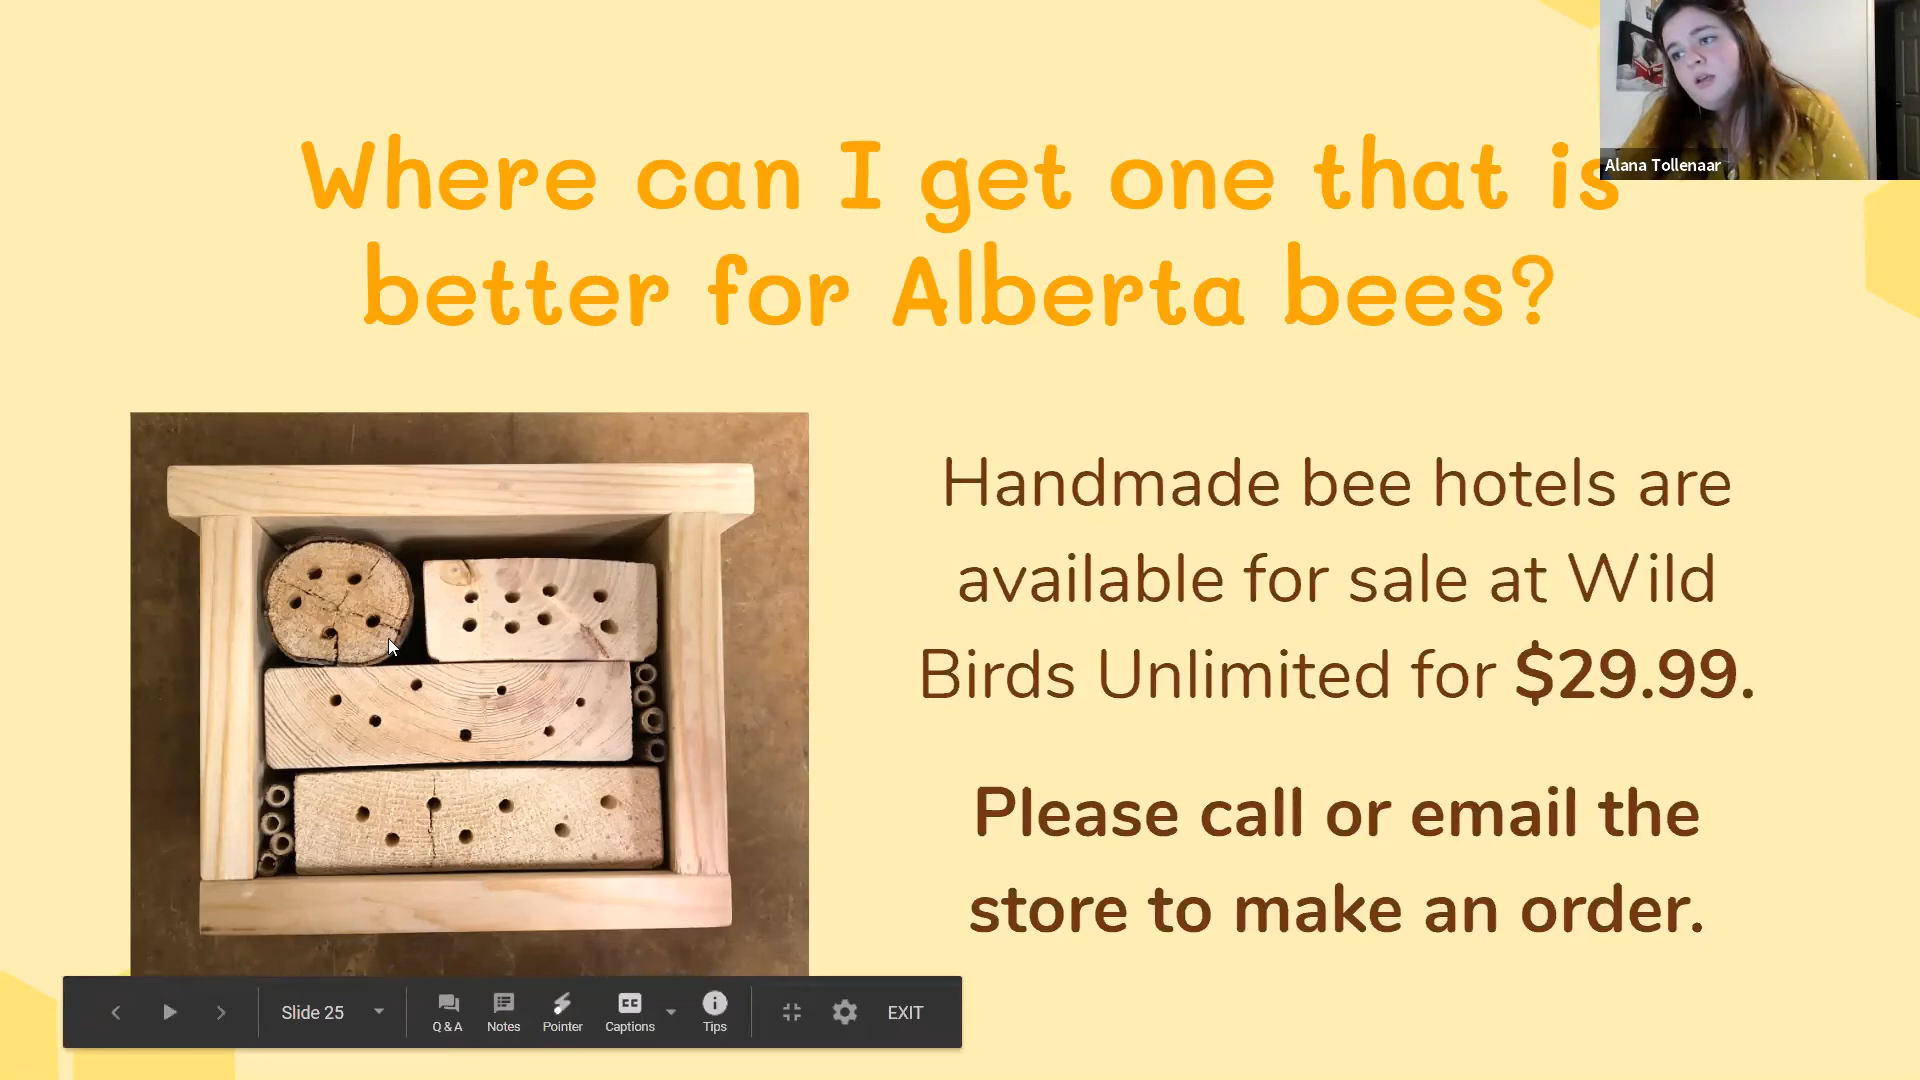 Where can I get one that is
better for Alberta bees?
Alana Tollenaar
Handmade bee hotels are
available for sale at Wild
Birds Unlimited for $29.99.
Please call or email the
store to make an order.
Slide 25
Q & A
Notes
Pointer
CC
Captions
Tips
EXIT